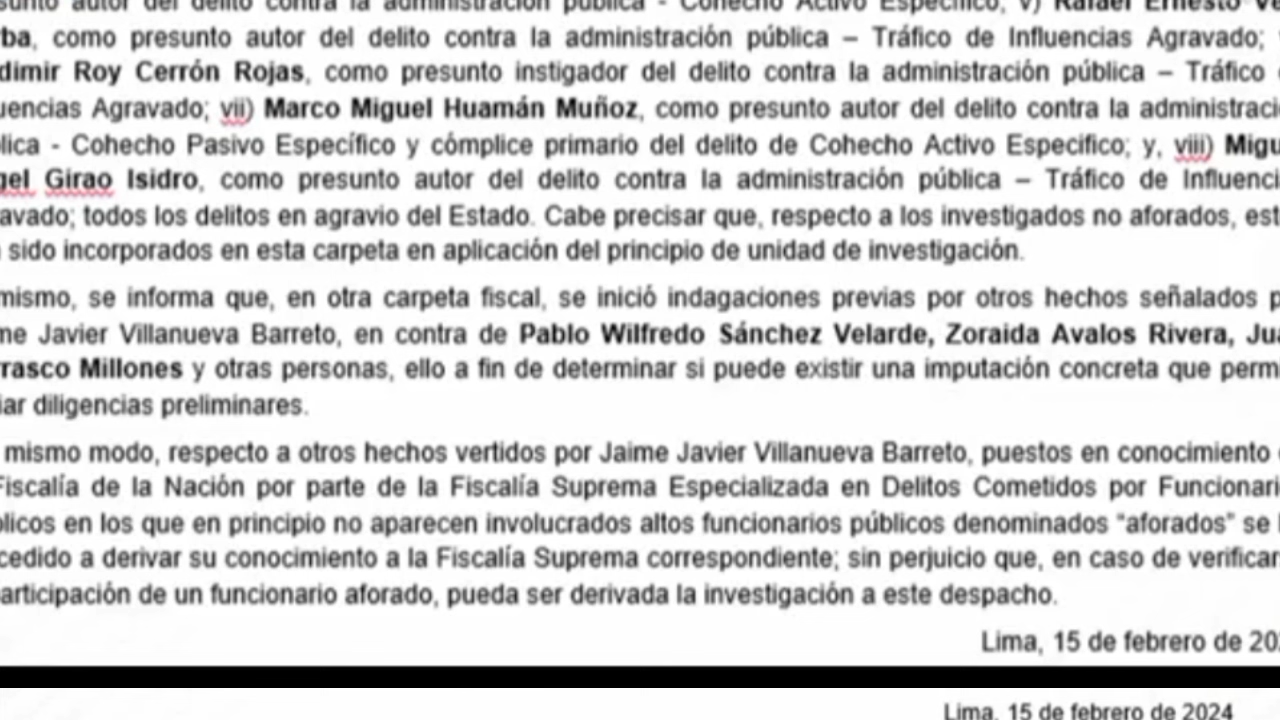 autor del delito contra la administración pública - Cohecho Activo Específico; v) Rafael Ernesto
rba, como presunto autor del delito contra la administración pública – Tráfico de Influencias Agravado;
dimir Roy Cerrón Rojas, como presunto instigador del delito contra la administración pública – Tráfico
uencias Agravado; vii) Marco Miguel Huamán Muñoz, como presunto autor del delito contra la administraci
lica - Cohecho Pasivo Específico y cómplice primario del delito de Cohecho Activo Especifico; y, viii) Migu
gel Girao Isidro, como presunto autor del delito contra la administración pública – Tráfico de Influenci
avado; todos los delitos en agravio del Estado. Cabe precisar que, respecto a los investigados no aforados, est
sido incorporados en esta carpeta en aplicación del principio de unidad de investigación.
mismo, se informa que, en otra carpeta fiscal, se inició indagaciones previas por otros hechos señalados p
me Javier Villanueva Barreto, en contra de Pablo Wilfredo Sánchez Velarde, Zoraida Avalos Rivera, Jua
rrasco Millones y otras personas, ello a fin de determinar si puede existir una imputación concreta que permi
iar diligencias preliminares.
mismo modo, respecto a otros hechos vertidos por Jaime Javier Villanueva Barreto, puestos en conocimiento
Fiscalía de la Nación por parte de la Fiscalía Suprema Especializada en Delitos Cometidos por Funcionari
blicos en los que en principio no aparecen involucrados altos funcionarios públicos denominados "aforados" se
cedido a derivar su conocimiento a la Fiscalía Suprema correspondiente; sin perjuicio que, en caso de verificar
articipación de un funcionario aforado, pueda ser derivada la investigación a este despacho.
Lima, 15 de febrero de 202
Lima, 15 de febrero de 2024